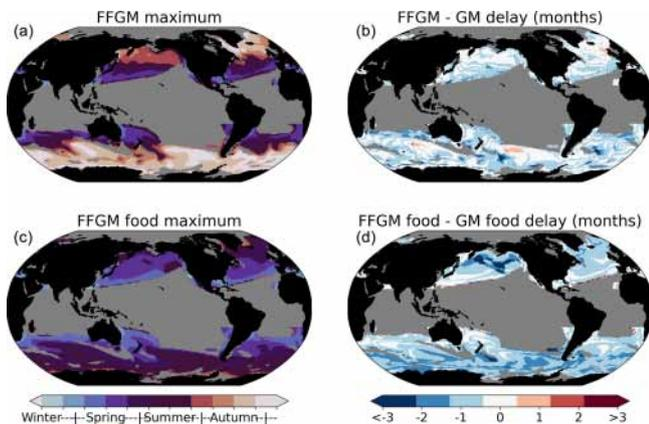 FFGM maximum
FFGM - GM delay (months)
(a)
(b)
FFGM food maximum
FFGM food - GM food delay (months)
(c)
(d)
Winter---|--Spring---|Summer--|--Autumn-|--
<-3 -2 -1 0 1 2 >3